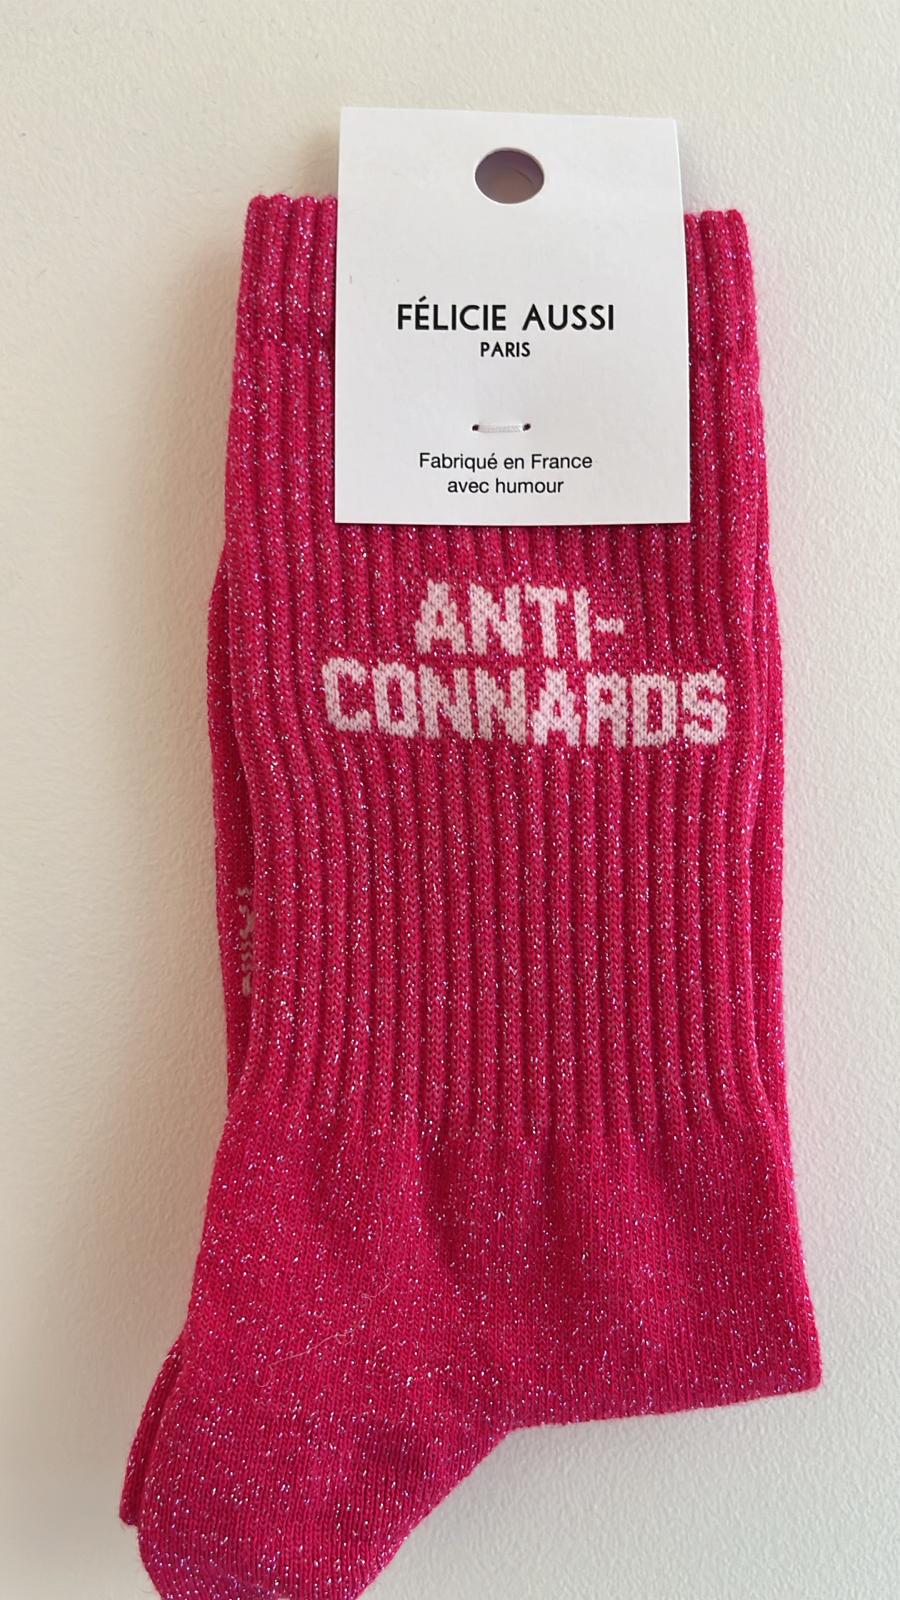 FÉLICIE AUSSI
PARIS
Fabriqué en France
avec humour
ANTI-
CONNARDS